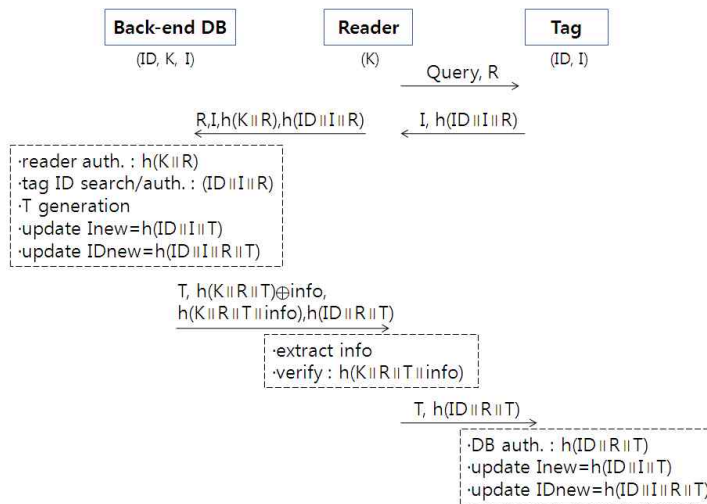 Back-end DB
Reader
Tag
(ID, K, I)
(K)
(ID, I)
Query, R
R,I,h(K॥R),h(ID॥I॥R)
I, h(ID॥I॥R)
·reader auth. : h(K॥R)
·tag ID search/auth. : (ID॥I॥R)
·T generation
·update Inew=h(ID॥I॥T)
·update IDnew=h(ID॥I॥R॥T)
T, h(K॥R॥T)⊕info,
h(K॥R॥T॥info),h(ID॥R॥T)
·extract info
·verify : h(K॥R॥T॥info)
T, h(ID॥R॥T)
·DB auth. : h(ID॥R॥T)
·update Inew=h(ID॥I॥T)
·update IDnew=h(ID॥I॥R॥T)